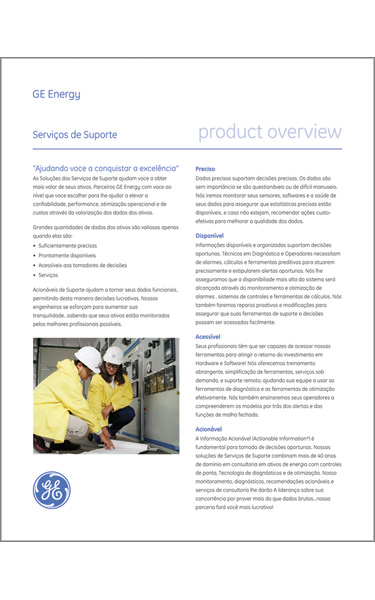 GE Energy
Serviços de Suporte
product overview
"Ajudando voce a conquistar a excelência"
As Soluções dos Serviços de Suporte ajudam voce a obter
mais valor de seus ativos. Parceiros GE Energy com voce ao
nível que voce escolher para lhe ajudar a elevar a
confiabilidade, performance, otimização operacional e de
custos através da valorização dos dados dos ativos.
Grandes quantidades de dados dos ativos são valiosas apenas
quando elas são:
• Suficientemente precisas
• Prontamente disponíveis
• Acessíveis aos tomadores de decisões
• Serviços
Acionáveis de Suporte ajudam a tornar seus dados funcionais,
permitindo desta maneira decisões lucrativas. Nossos
engenheiros se esforçam para aumentar sua
tranquilidade...sabendo que seus ativos estão monitorados
pelos melhores profissionais possíveis.
GE
Preciso
Dados precisos suportam decisões precisas. Os dados são
sem importância se são questionáveis ou de difícil manuseio.
Nós iremos monitorar seus sensores, softwares e a saúde de
seus dados para assegurar que estatísticas precisas estão
disponíveis, e caso não estejam, recomendar ações custo-
efetivas para melhorar a qualidade dos dados.
Disponível
Informações disponíveis e organizadas suportam decisões
oportunas. Técnicos em Diagnóstico e Operadores necessitam
de alarmes, cálculos e ferramentas preditivas para atuarem
precisamente e estipularem alertas oportunos. Nós lhe
asseguramos que a disponibilidade mais alta do sistema será
alcançada através do monitoramento e otimização de
alarmes , sistemas de controles e ferramentas de cálculos. Nós
também faremos reparos proativos e modificações para
assegurar que suas ferramentas de suporte a decisões
possam ser acessadas facilmente.
Acessível
Seus profissionais têm que ser capazes de acessar nossas
ferramentas para atingir o retorno do investimento em
Hardware e Software! Nós oferecemos treinamento
abrangente, simplificação de ferramentas, serviços sob
demanda, e suporte remoto, ajudando sua equipe a usar as
ferramentas de diagnósticos e as ferramentas de otimização
efetivamente. Nós também ensinaremos seus operadores a
compreenderem os modelos por trás dos alertas e das
funções de malha fechada.
Acionável
A Informação Acionável (Actionable Information®) é
fundamental para tomada de decisões oportunas. Nossas
soluções de Serviços de Suporte combinam mais de 40 anos
de domínio em consultoria em ativos de energia com controles
de ponta, Tecnologia de diagnósticos e de otimização. Nosso
monitoramento, diagnósticos, recomendações acionáveis e
serviços de consultoria lhe darão A liderança sobre sua
concorrência por prover mais do que dados brutos...nossa
parceria fará você mais lucrativo!